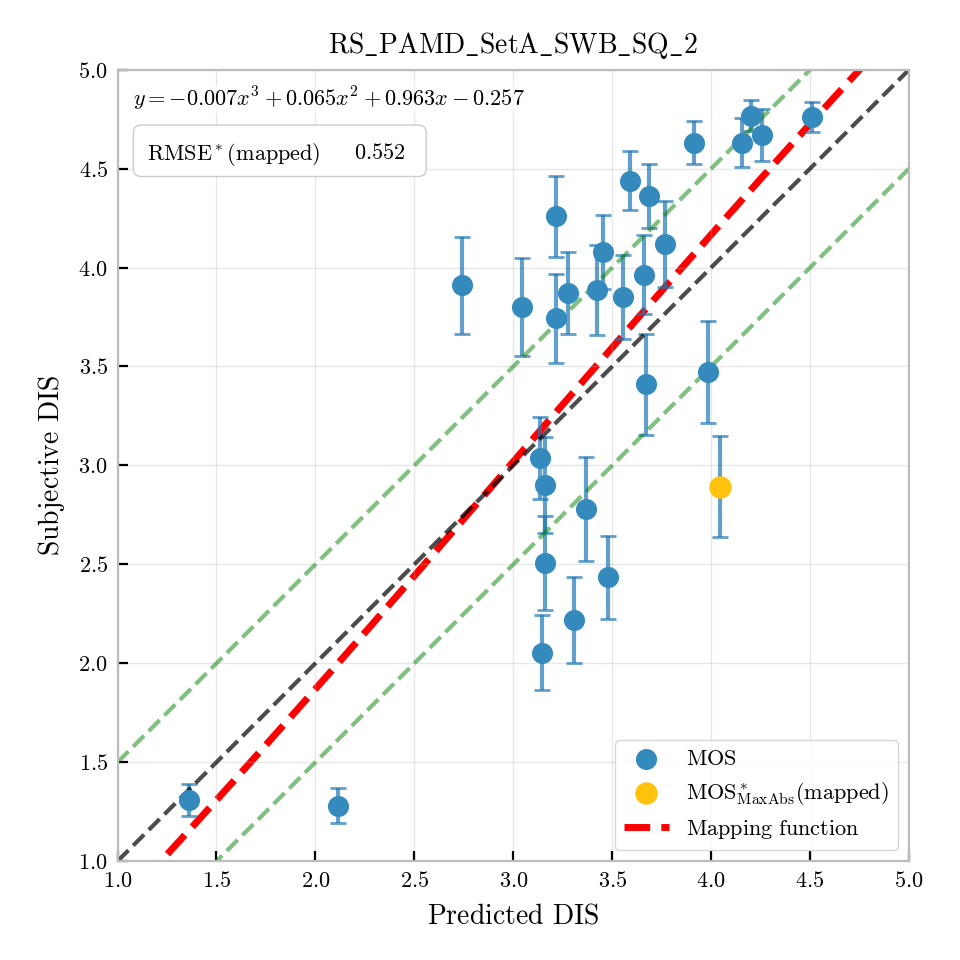 RS_PAMD_SetA_SWB_SQ_2
5.0
4.5
4.0
3.5
3.0
2.5
2.0
1.5
1.0
Subjective DIS
y = −0.007x³ + 0.065x² + 0.963x − 0.257
RMSE* (mapped) 0.552
MOS
MOS*MaxAbs(mapped)
Mapping function
1.0 1.5 2.0 2.5 3.0 3.5 4.0 4.5 5.0
Predicted DIS